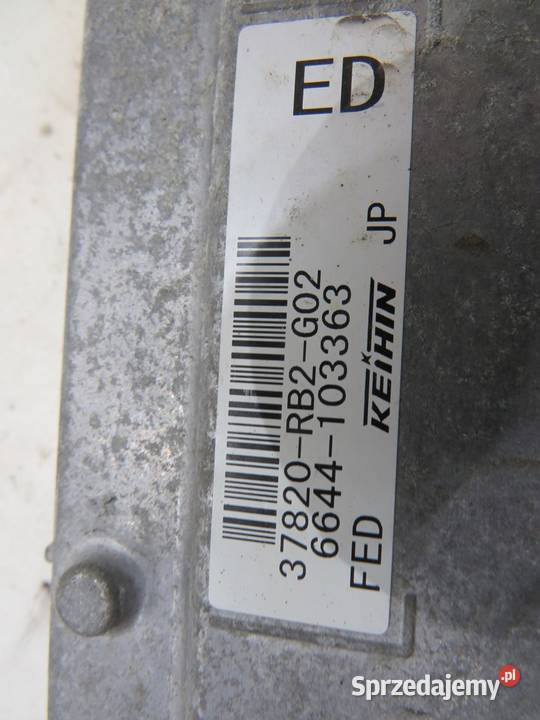 ED
37820-RB2-G02
6644-103363
FED KEIHIN JP
Sprzedajemy.pl